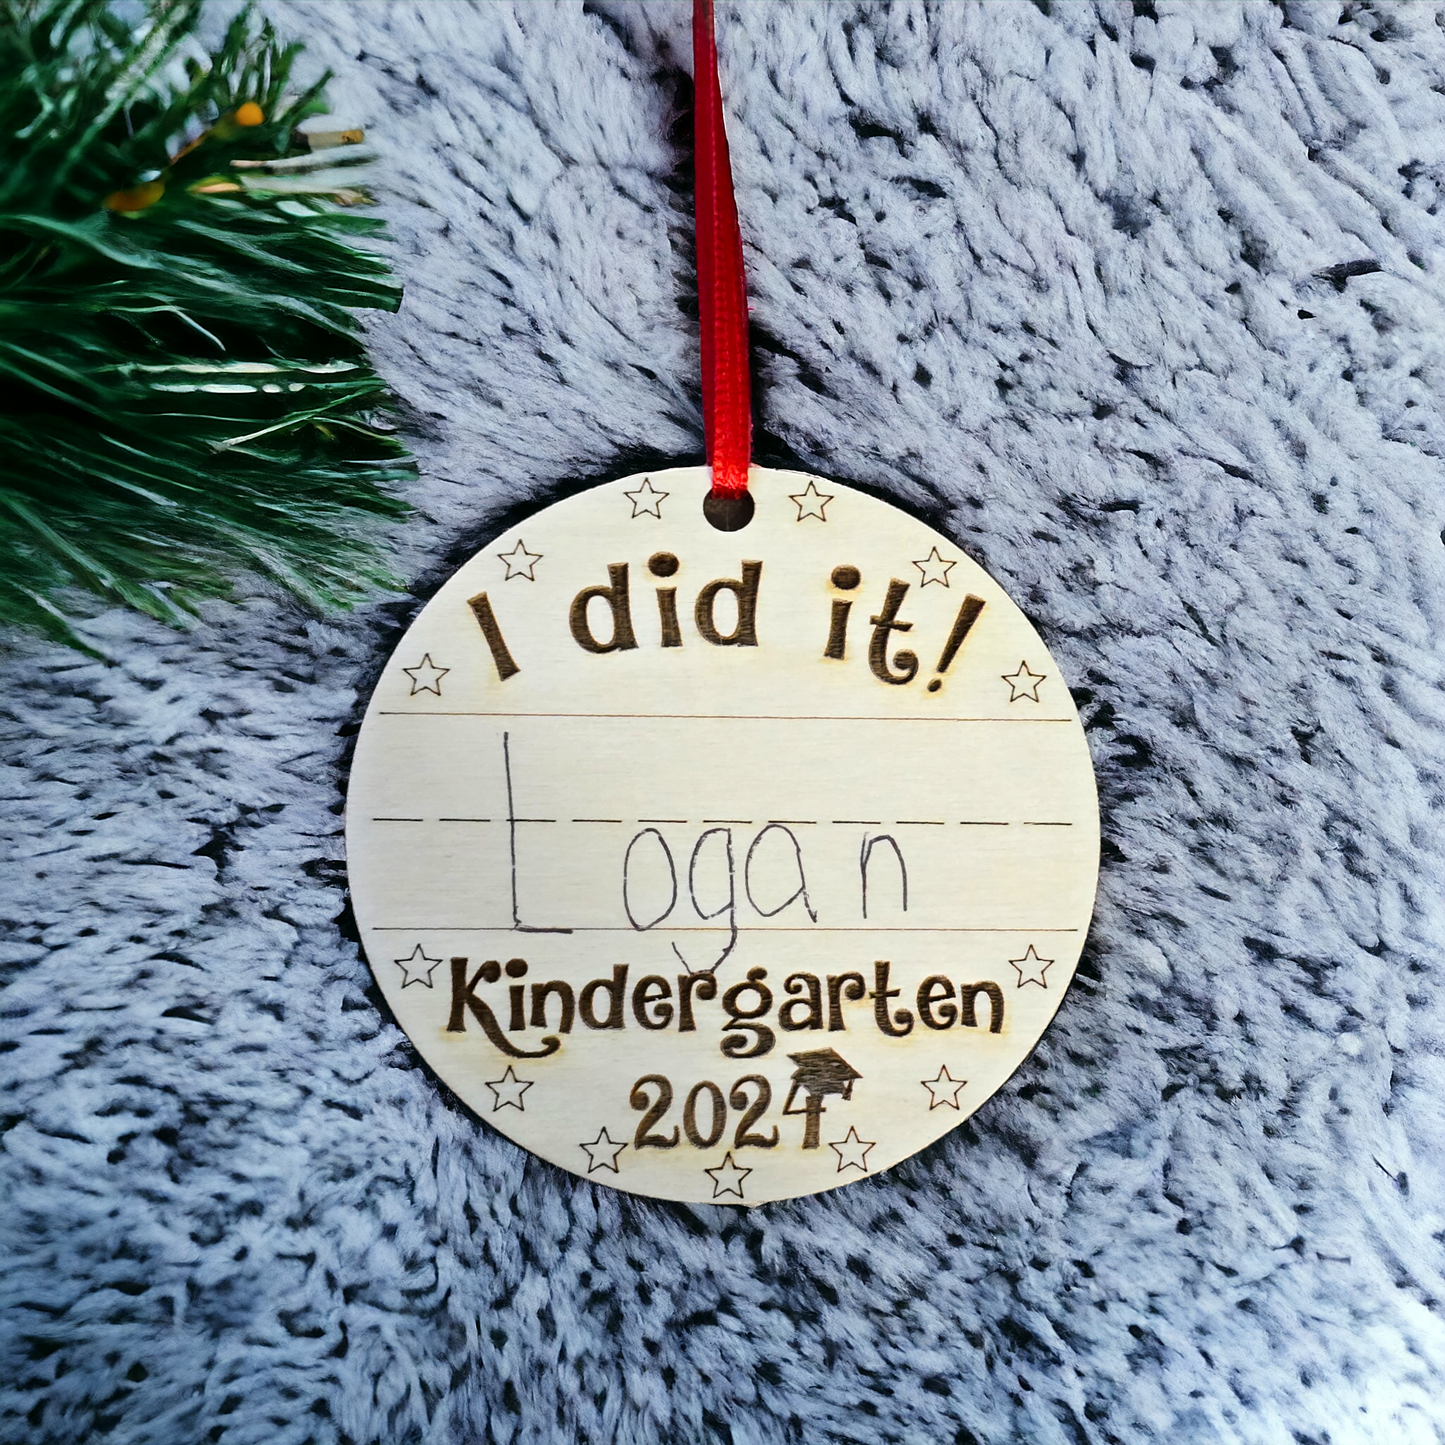 I did it!
Logan
Kindergarten
2024